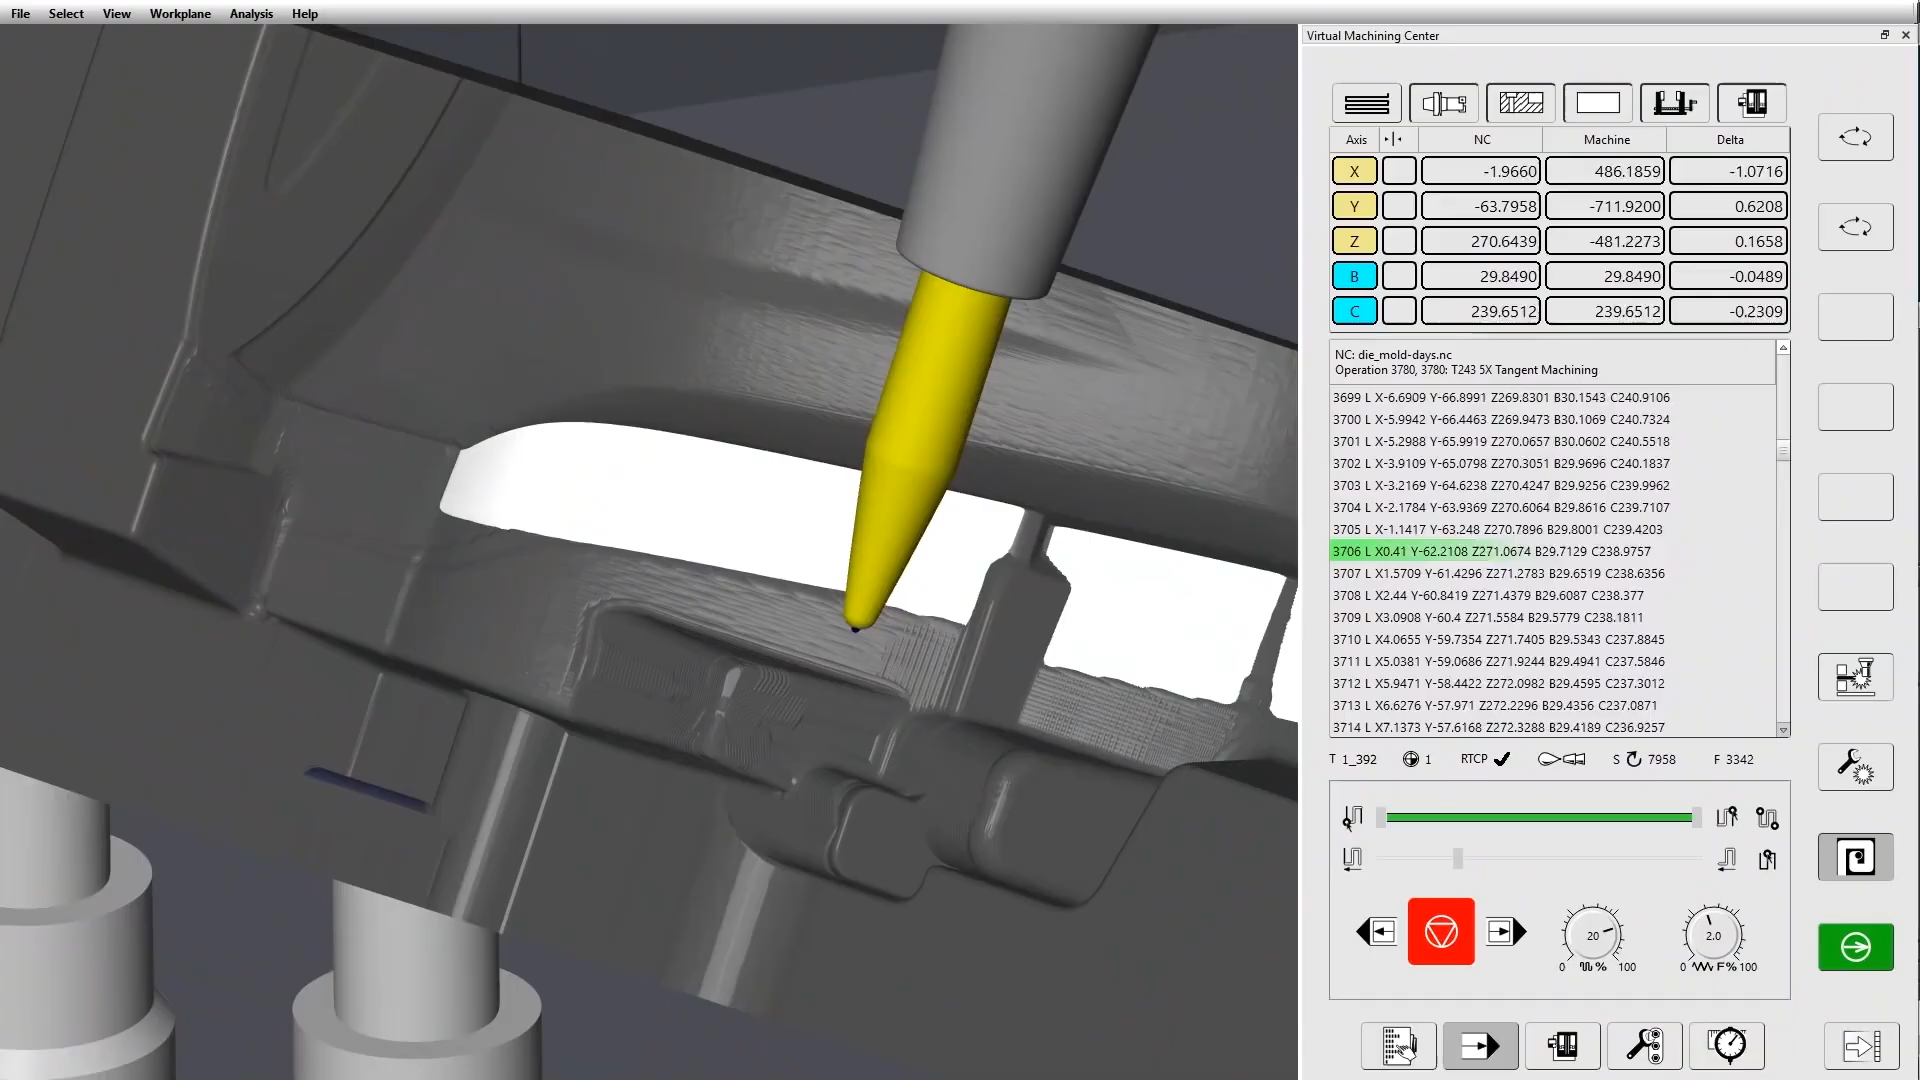 File Select View Workplane Analysis Help
Virtual Machining Center
Axis NC Machine Delta
X -1.9660 486.1859 -1.0716
Y -63.7958 -711.9200 0.6208
Z 270.6439 -481.2273 0.1658
B 29.8490 29.8490 -0.0489
C 239.6512 239.6512 -0.2309
NC: die_mold-days.nc
Operation 3780, 3780: T243 5X Tangent Machining
3699 L X-6.6909 Y-66.8991 Z269.8301 B30.1543 C240.9106
3700 L X-5.9942 Y-66.4463 Z269.9473 B30.1069 C240.7324
3701 L X-5.2988 Y-65.9919 Z270.0657 B30.0602 C240.5518
3702 L X-3.9109 Y-65.0798 Z270.3051 B29.9696 C240.1837
3703 L X-3.2169 Y-64.6238 Z270.4247 B29.9256 C239.9962
3704 L X-2.1784 Y-63.9369 Z270.6064 B29.8616 C239.7107
3705 L X-1.1417 Y-63.248 Z270.7896 B29.8001 C239.4203
3706 L X0.41 Y-62.2108 Z271.0674 B29.7129 C238.9757
3707 L X1.5709 Y-61.4296 Z271.2783 B29.6519 C238.6356
3708 L X2.44 Y-60.8419 Z271.4379 B29.6087 C238.377
3709 L X3.0908 Y-60.4 Z271.5584 B29.5779 C238.1811
3710 L X4.0655 Y-59.7354 Z271.7405 B29.5343 C237.8845
3711 L X5.0381 Y-59.0686 Z271.9244 B29.4941 C237.5846
3712 L X5.9471 Y-58.4422 Z272.0982 B29.4595 C237.3012
3713 L X6.6276 Y-57.971 Z272.2296 B29.4356 C237.0871
3714 L X7.1373 Y-57.6168 Z272.3288 B29.4189 C236.9257
T 1_392 1 RTCP S 7958 F 3342
20 2.0
0 % 100 0 F% 100